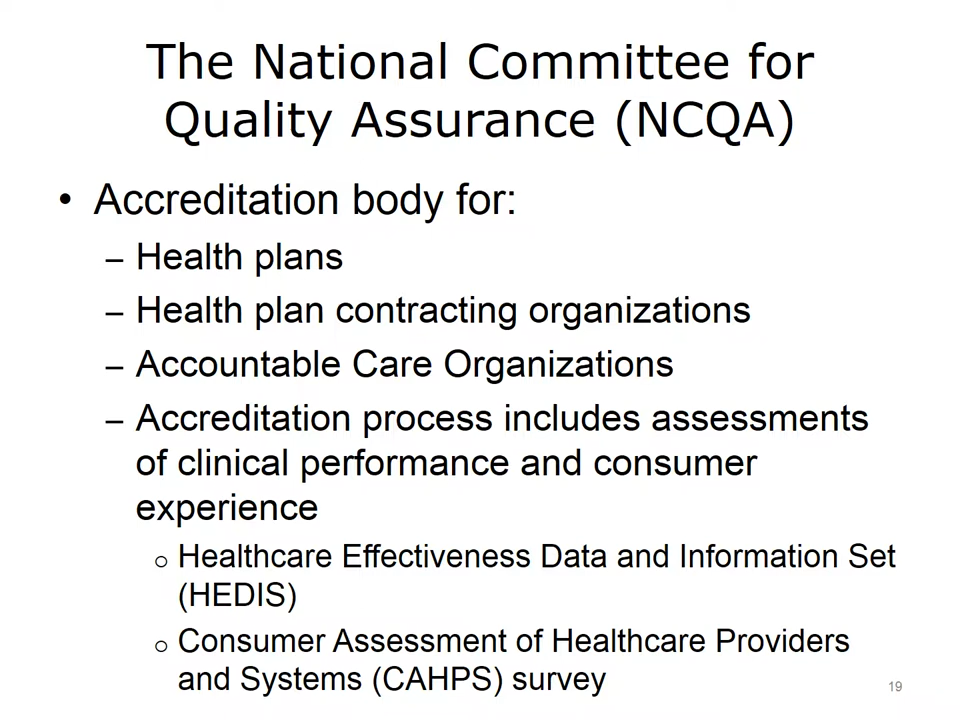 The National Committee for
Quality Assurance (NCQA)
• Accreditation body for:
– Health plans
– Health plan contracting organizations
– Accountable Care Organizations
– Accreditation process includes assessments
of clinical performance and consumer
experience
o Healthcare Effectiveness Data and Information Set
(HEDIS)
o Consumer Assessment of Healthcare Providers
and Systems (CAHPS) survey
19